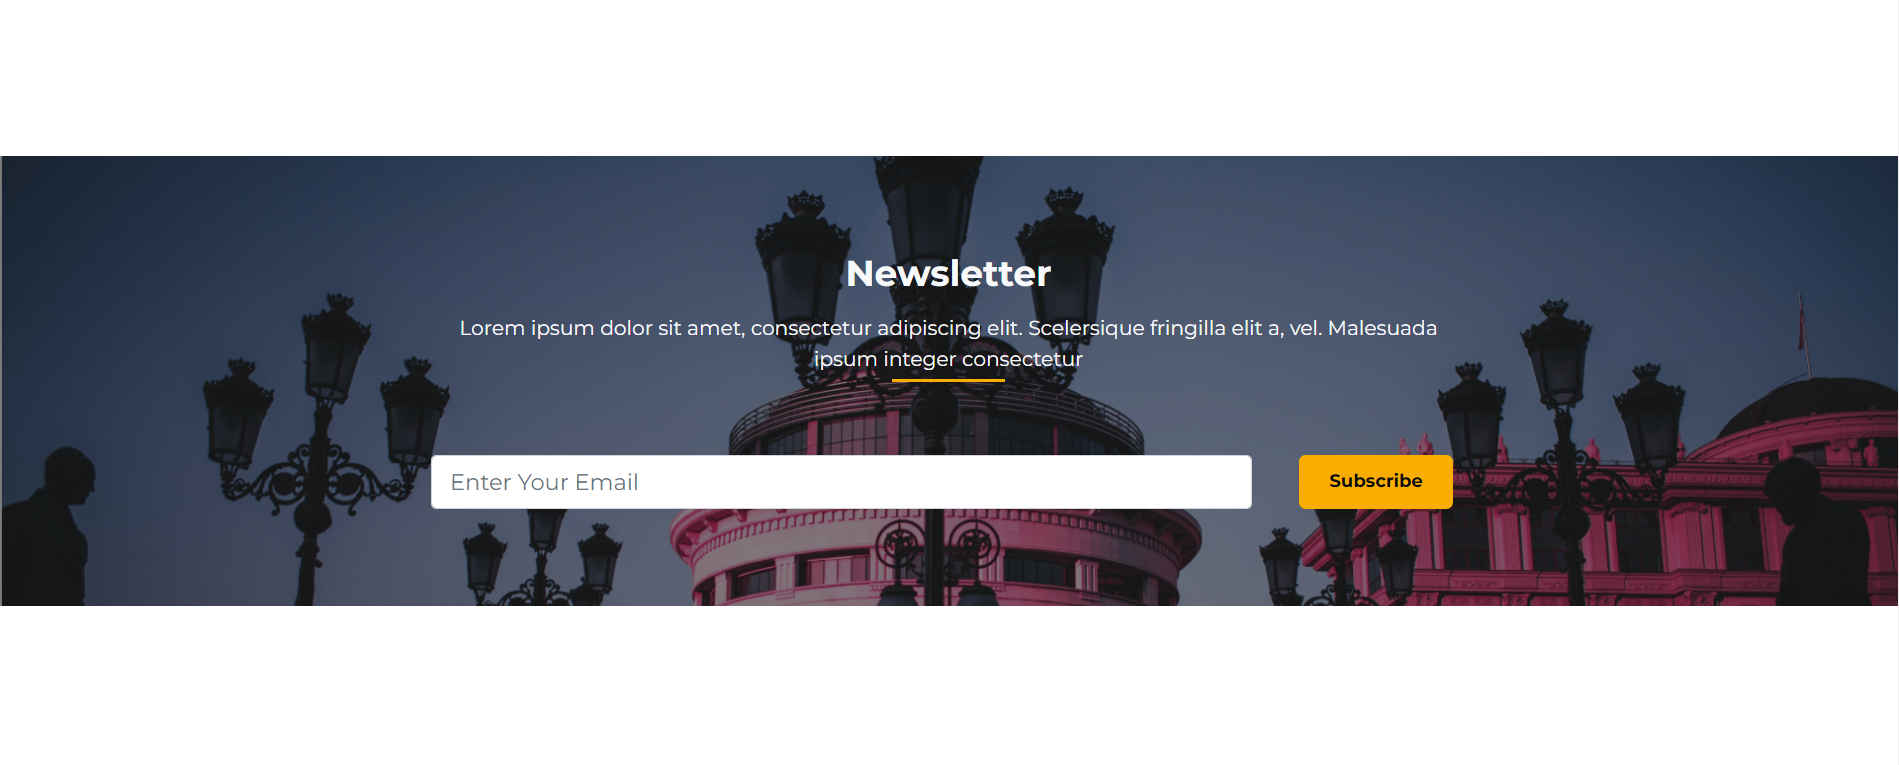 Newsletter
Lorem ipsum dolor sit amet, consectetur adipiscing elit. Scelersique fringilla elit a, vel. Malesuada
ipsum integer consectetur
Enter Your Email
Subscribe